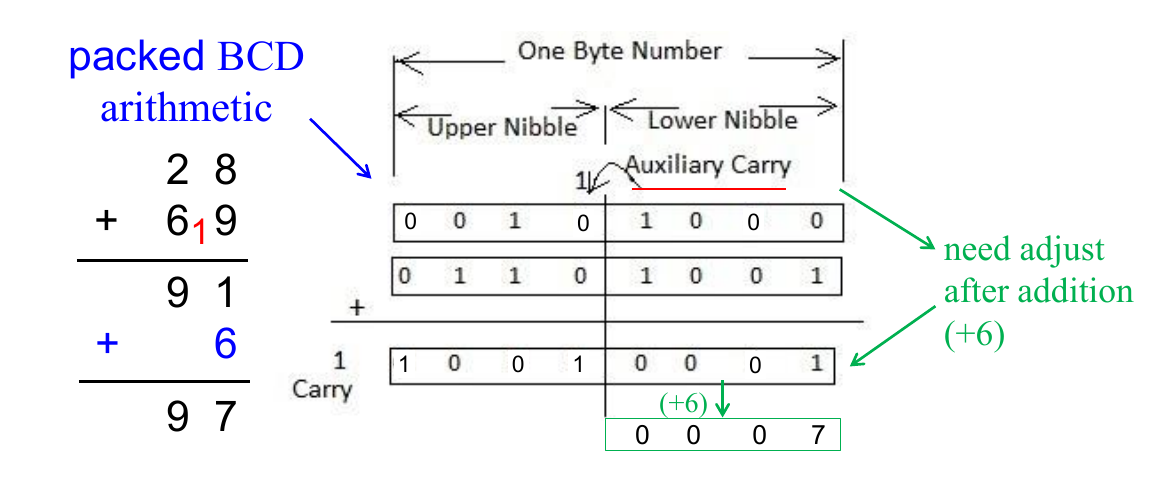 packed BCD
arithmetic
2 8
+ 6 1 9
9 1
+ 6
9 7
One Byte Number
Upper Nibble
Lower Nibble
Auxiliary Carry
1
0 0 1 0 1 0 0 0
0 1 1 0 1 0 0 1
+
1
Carry
1 0 0 1 0 0 0 1
(+6)
0 0 0 7
need adjust
after addition
(+6)